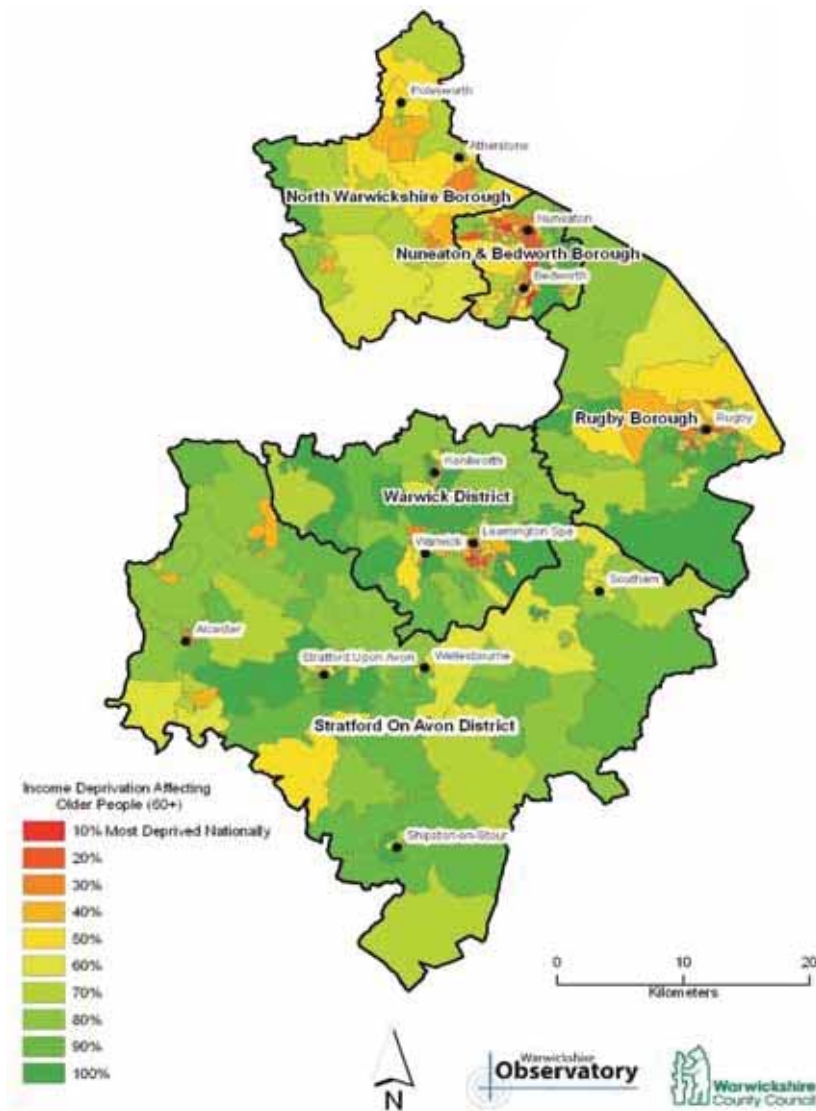 Polesworth
Atherstone
North Warwickshire Borough
Nuneaton
Nuneaton & Bedworth Borough
Bedworth
Rugby Borough
Rugby
Kenilworth
Warwick District
Leamington Spa
Warwick
Southam
Alcester
Stratford Upon Avon
Wellesbourne
Stratford On Avon District
Shipston-on-Stour
Income Deprivation Affecting
Older People (60+)
10% Most Deprived Nationally
20%
30%
40%
50%
60%
70%
80%
90%
100%
0 10 20
Kilometers
N
Warwickshire
Observatory
Warwickshire
County Council